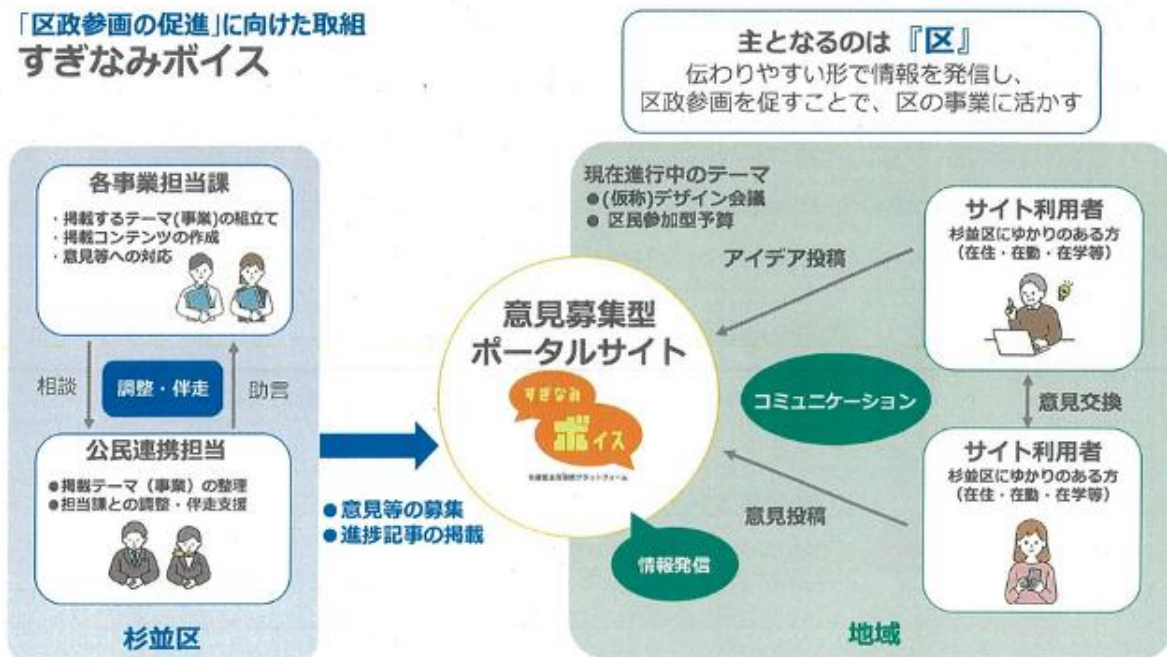 「区政参画の促進」に向けた取組
すぎなみボイス
主となるのは『区』
伝わりやすい形で情報を発信し、
区政参画を促すことで、区の事業に活かす
各事業担当課
・掲載するテーマ(事業)の組立て
・掲載コンテンツの作成
・意見等への対応
相談
調整・伴走
助言
公民連携担当
●掲載テーマ（事業）の整理
●担当課との調整・伴走支援
杉並区
●意見等の募集
●進捗記事の掲載
意見募集型
ポータルサイト
すぎなみ
ボイス
現在進行中のテーマ
●(仮称)デザイン会議
● 区民参加型予算
アイデア投稿
コミュニケーション
意見投稿
情報発信
サイト利用者
杉並区にゆかりのある方
（在住・在勤・在学等）
意見交換
サイト利用者
杉並区にゆかりのある方
（在住・在勤・在学等）
地域